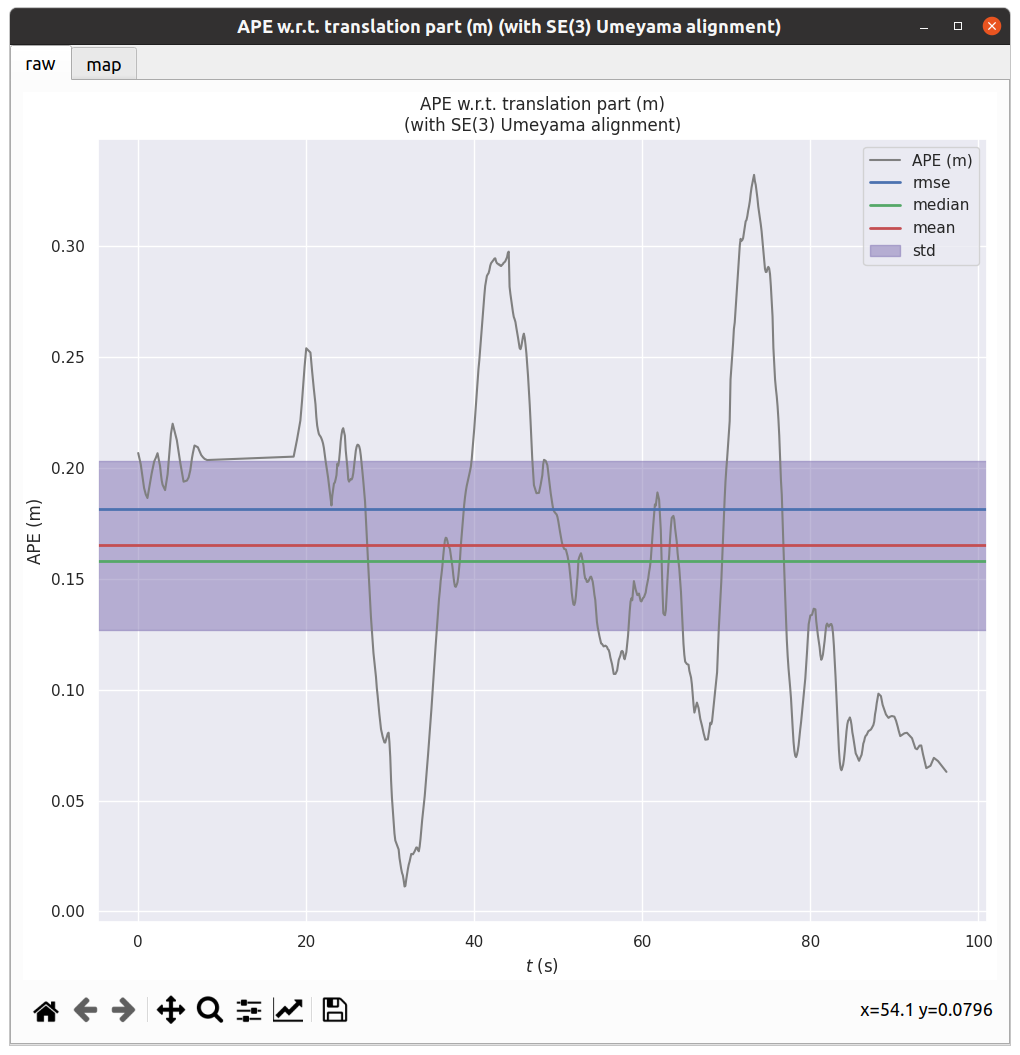 APE w.r.t. translation part (m) (with SE(3) Umeyama alignment)
raw map
APE w.r.t. translation part (m)
(with SE(3) Umeyama alignment)
APE (m)
rmse
median
mean
std
0.30
0.25
0.20
0.15
0.10
0.05
0.00
APE (m)
0 20 40 60 80 100
t (s)
x=54.1 y=0.0796